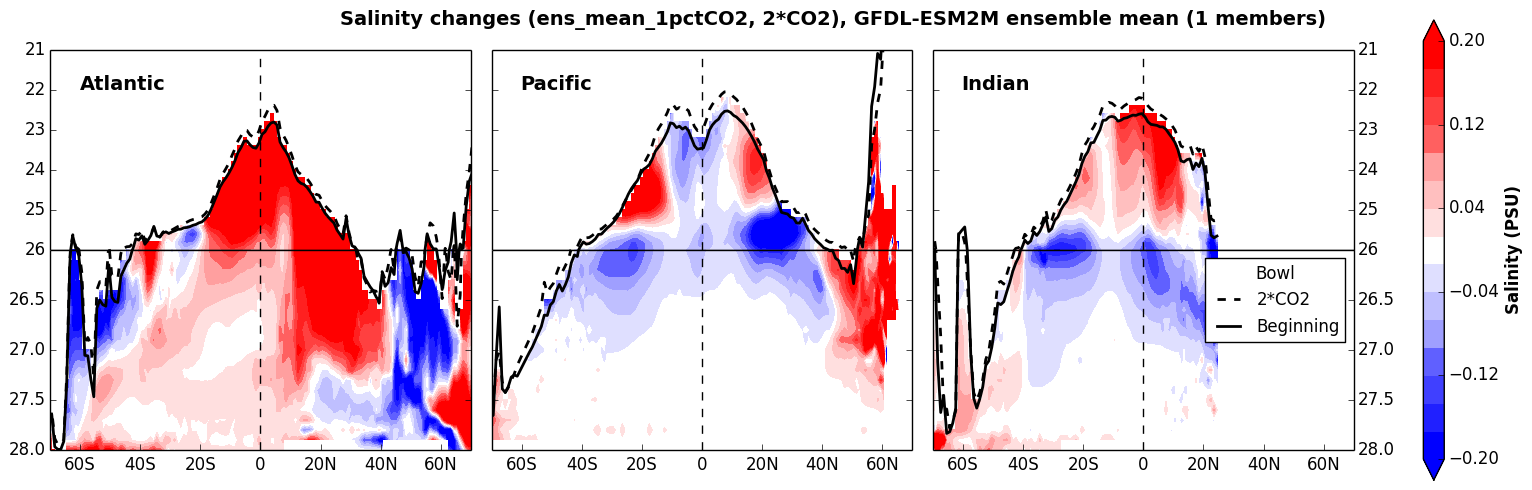 Salinity changes (ens_mean_1pctCO2, 2*CO2), GFDL-ESM2M ensemble mean (1 members)
Atlantic
Pacific
Indian
21
22
23
24
25
26
26.5
27.0
27.5
28.0
60S 40S 20S 0 20N 40N 60N
60S 40S 20S 0 20N 40N 60N
60S 40S 20S 0 20N 40N 60N
21
22
23
24
25
26
26.5
27.0
27.5
28.0
Bowl
2*CO2
Beginning
0.20
0.12
0.04
−0.04
−0.12
−0.20
Salinity (PSU)